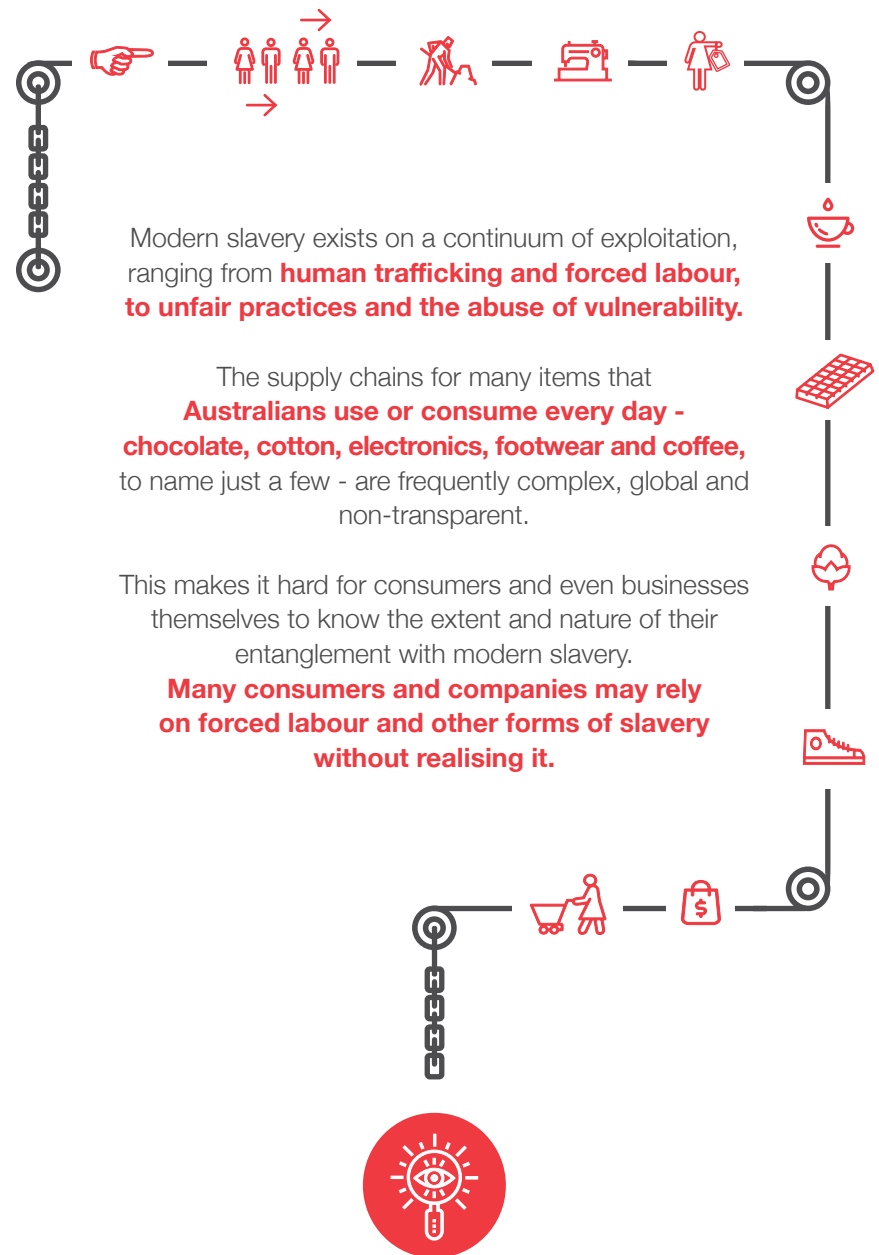 Modern slavery exists on a continuum of exploitation,
ranging from human trafficking and forced labour,
to unfair practices and the abuse of vulnerability.
The supply chains for many items that
Australians use or consume every day -
chocolate, cotton, electronics, footwear and coffee,
to name just a few - are frequently complex, global and
non-transparent.
This makes it hard for consumers and even businesses
themselves to know the extent and nature of their
entanglement with modern slavery.
Many consumers and companies may rely
on forced labour and other forms of slavery
without realising it.
$